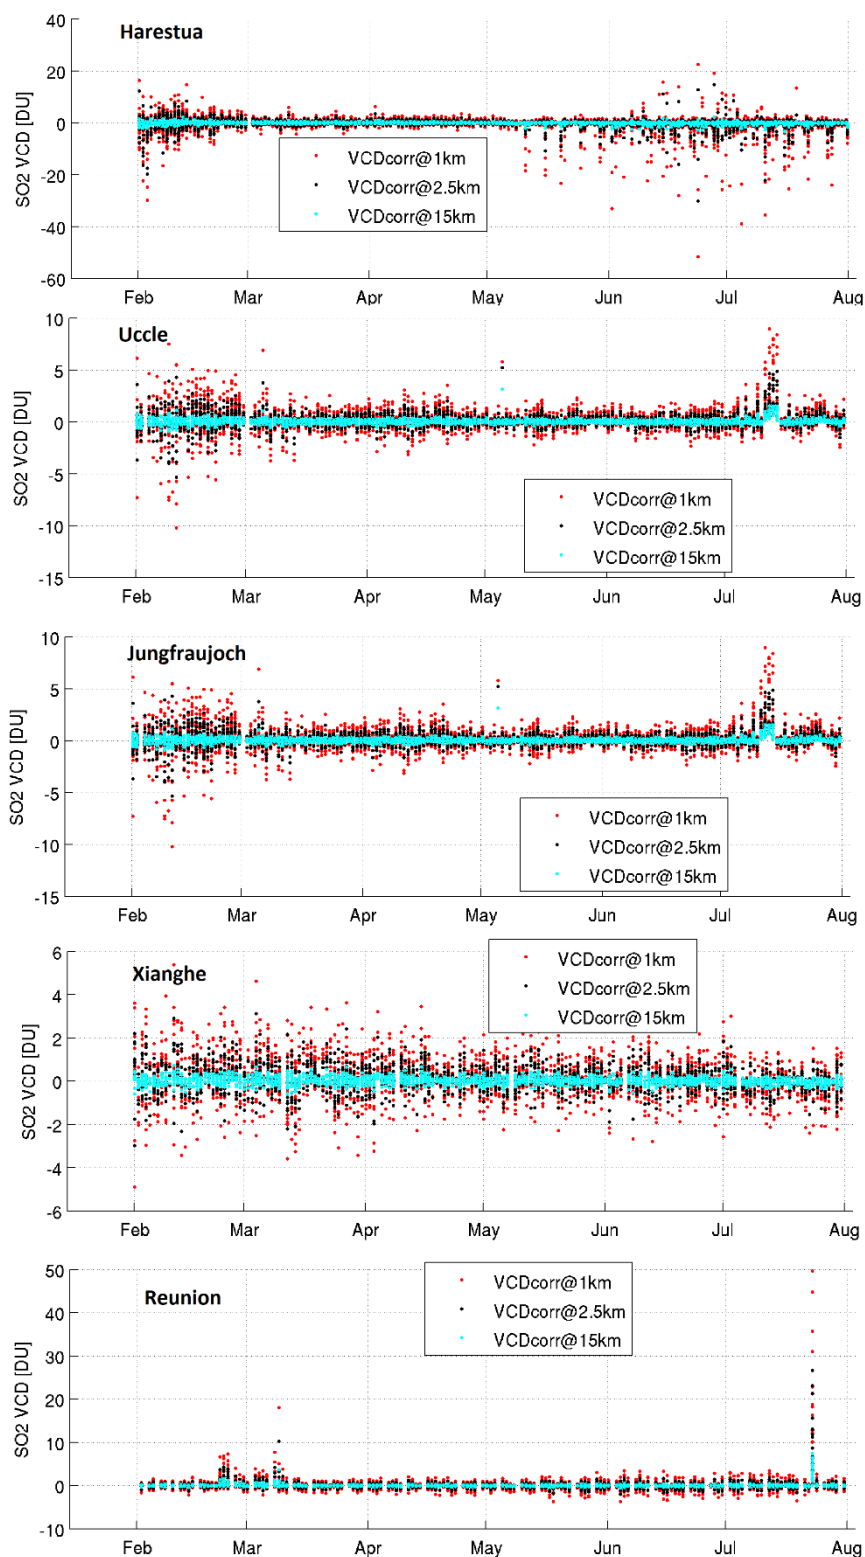 Harestua
SO2 VCD [DU]
40
20
0
-20
-40
-60
VCDcorr@1km
VCDcorr@2.5km
VCDcorr@15km
Feb Mar Apr May Jun Jul Aug
Uccle
SO2 VCD [DU]
10
5
0
-5
-10
-15
VCDcorr@1km
VCDcorr@2.5km
VCDcorr@15km
Feb Mar Apr May Jun Jul Aug
Jungfraujoch
SO2 VCD [DU]
10
5
0
-5
-10
-15
VCDcorr@1km
VCDcorr@2.5km
VCDcorr@15km
Feb Mar Apr May Jun Jul Aug
Xianghe
SO2 VCD [DU]
6
4
2
0
-2
-4
-6
VCDcorr@1km
VCDcorr@2.5km
VCDcorr@15km
Feb Mar Apr May Jun Jul Aug
Reunion
SO2 VCD [DU]
50
40
30
20
10
0
-10
VCDcorr@1km
VCDcorr@2.5km
VCDcorr@15km
Feb Mar Apr May Jun Jul Aug